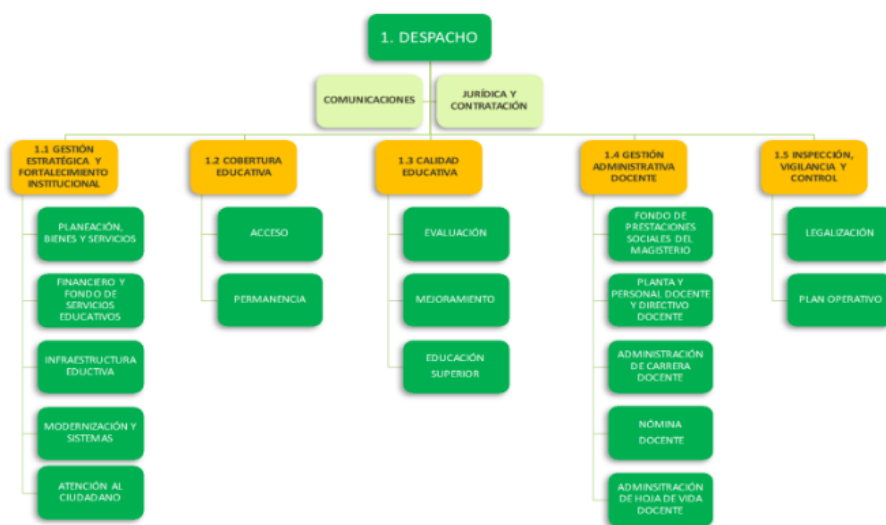 1. DESPACHO
COMUNICACIONES
JURÍDICA Y
CONTRATACIÓN
1.1 GESTIÓN
ESTRATÉGICA Y
FORTALECIMIENTO
INSTITUCIONAL
PLANEACIÓN,
BIENES Y SERVICIOS
FINANCIERO Y
FONDO DE
SERVICIOS
EDUCATIVOS
INFRAESTRUCTURA
EDUCTIVA
MODERNIZACIÓN Y
SISTEMAS
ATENCIÓN AL
CIUDADANO
1.2 COBERTURA
EDUCATIVA
ACCESO
PERMANENCIA
1.3 CALIDAD
EDUCATIVA
EVALUACIÓN
MEJORAMIENTO
EDUCACIÓN
SUPERIOR
1.4 GESTIÓN
ADMINISTRATIVA
DOCENTE
FONDO DE
PRESTACIONES
SOCIALES DEL
MAGISTERIO
PLANTA Y
PERSONAL DOCENTE
Y DIRECTIVO
DOCENTE
ADMINISTRACIÓN
DE CARRERA
DOCENTE
NÓMINA
DOCENTE
ADMINSITRACIÓN
DE HOJA DE VIDA
DOCENTE
1.5 INSPECCIÓN,
VIGILANCIA Y
CONTROL
LEGALIZACIÓN
PLAN OPERATIVO